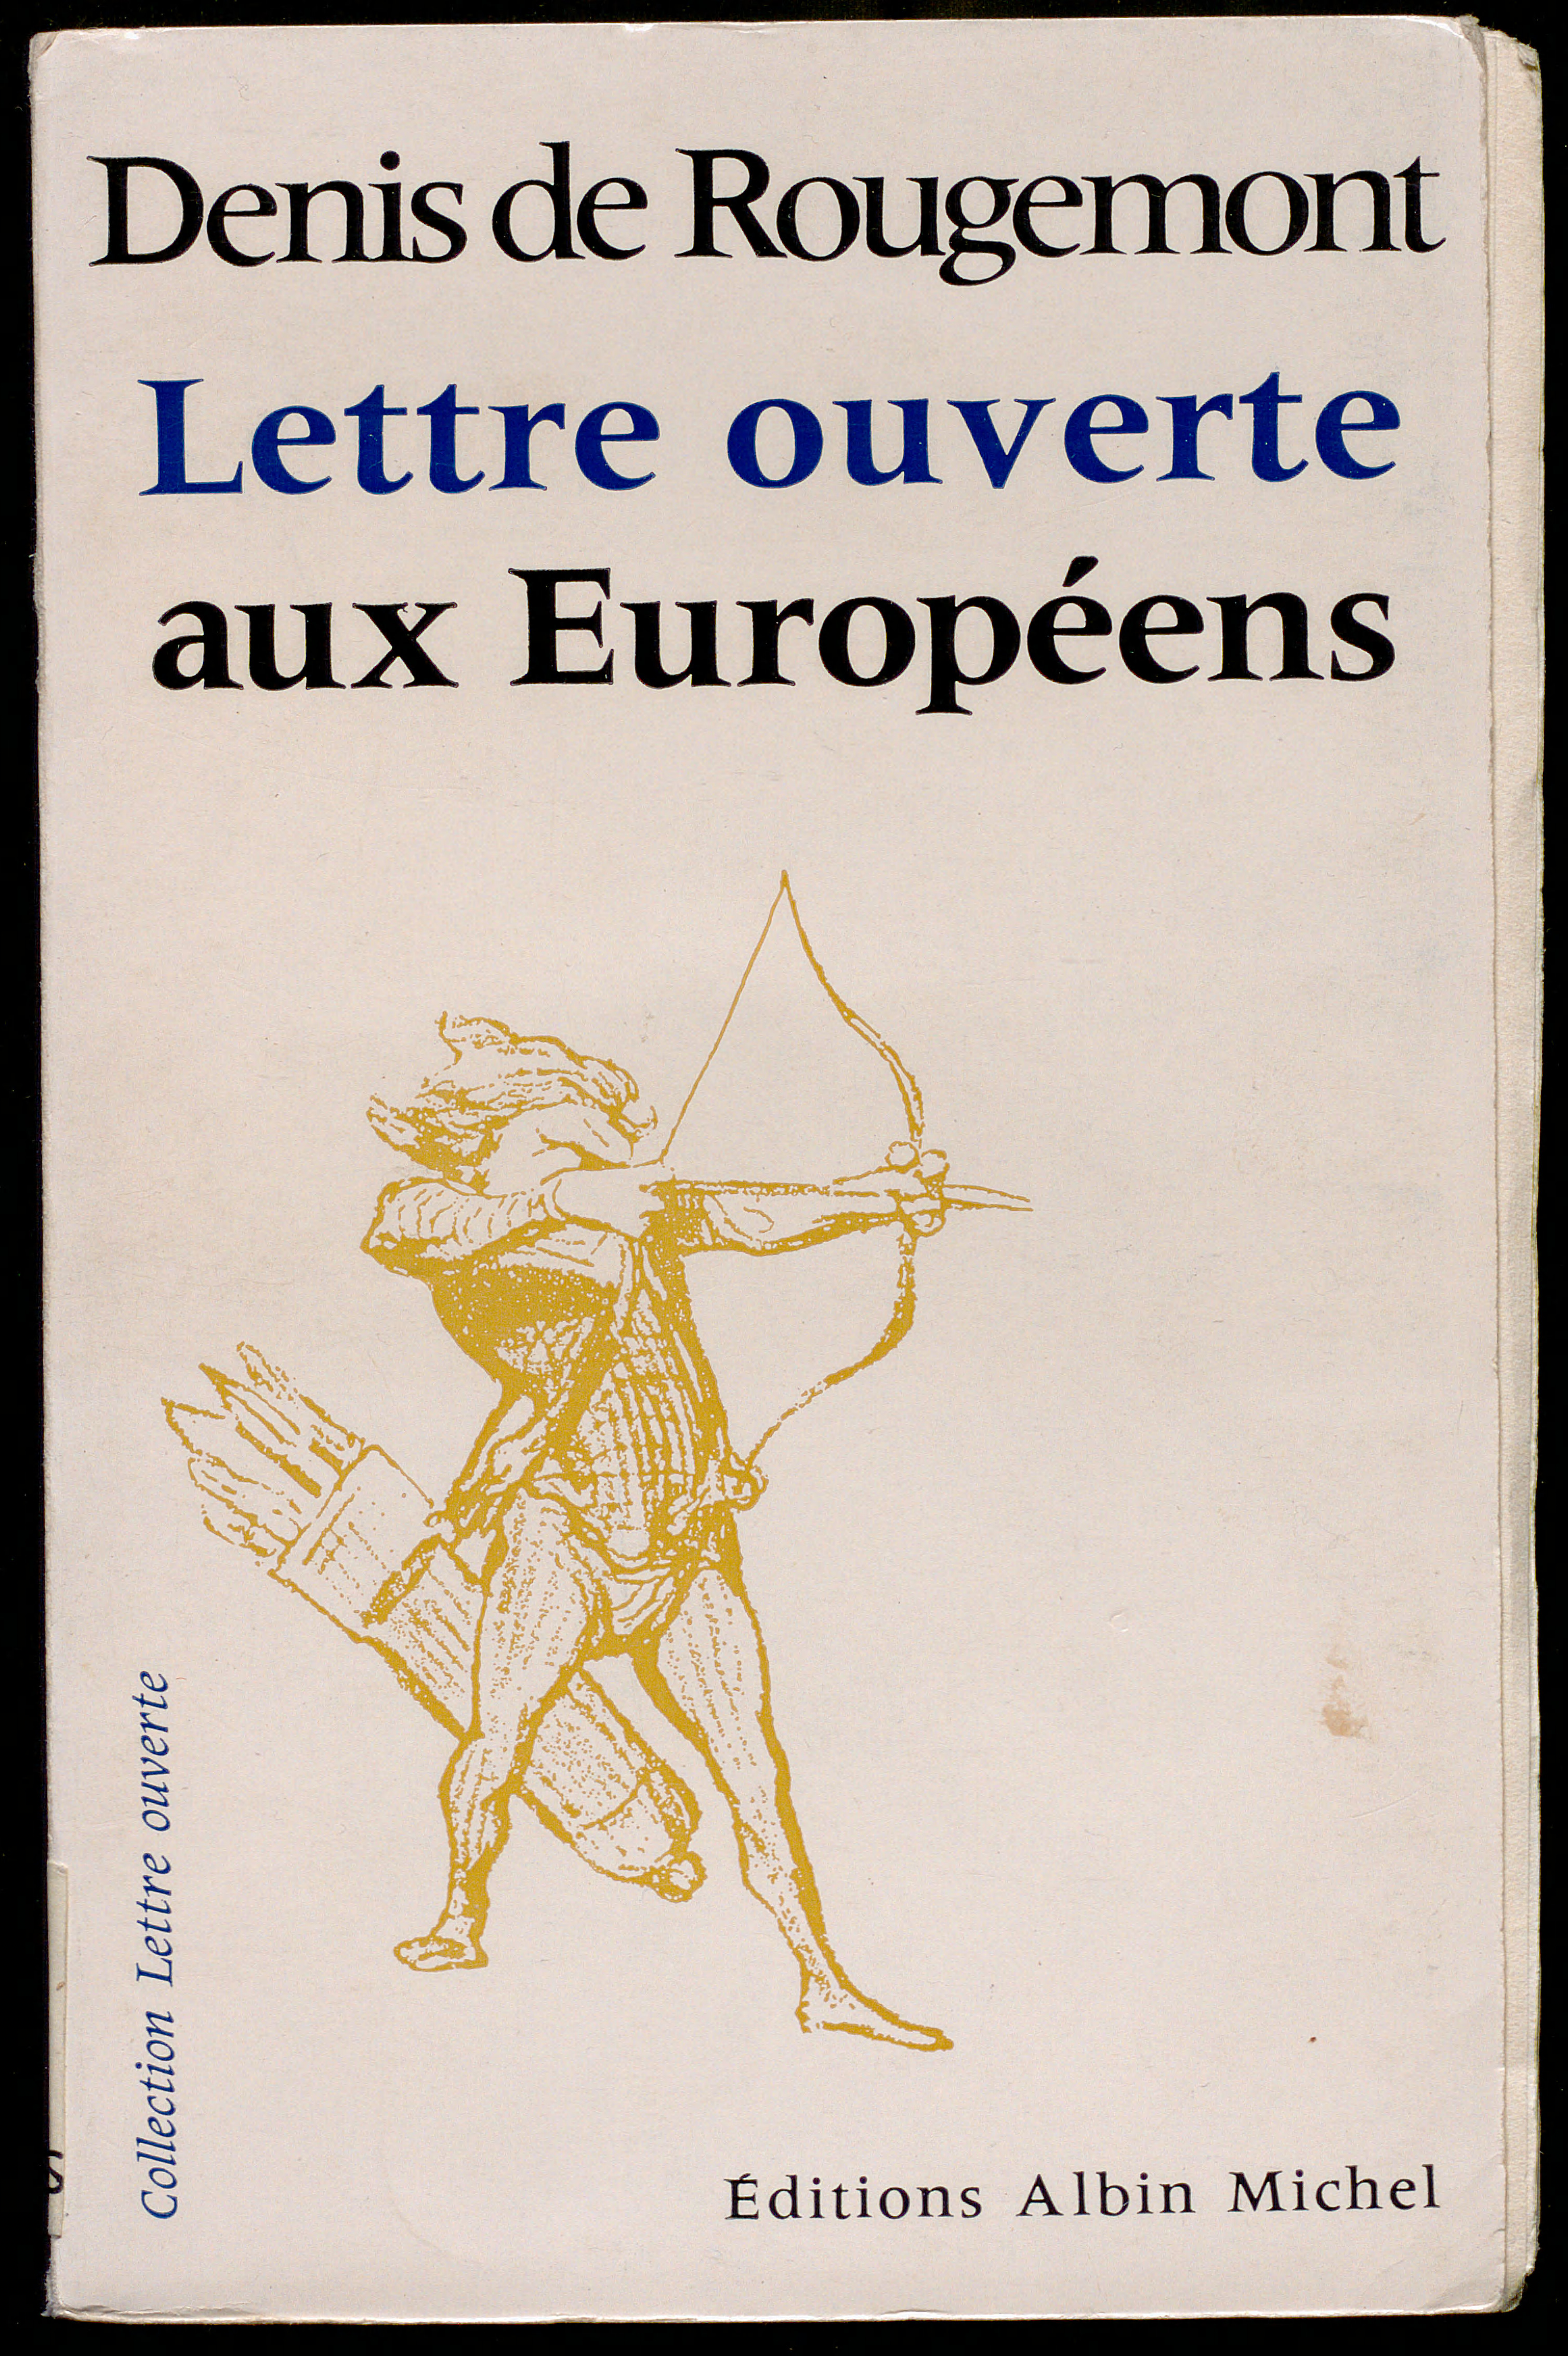 Denis de Rougemont
Lettre ouverte
aux Européens
Collection Lettre ouverte
Éditions Albin Michel